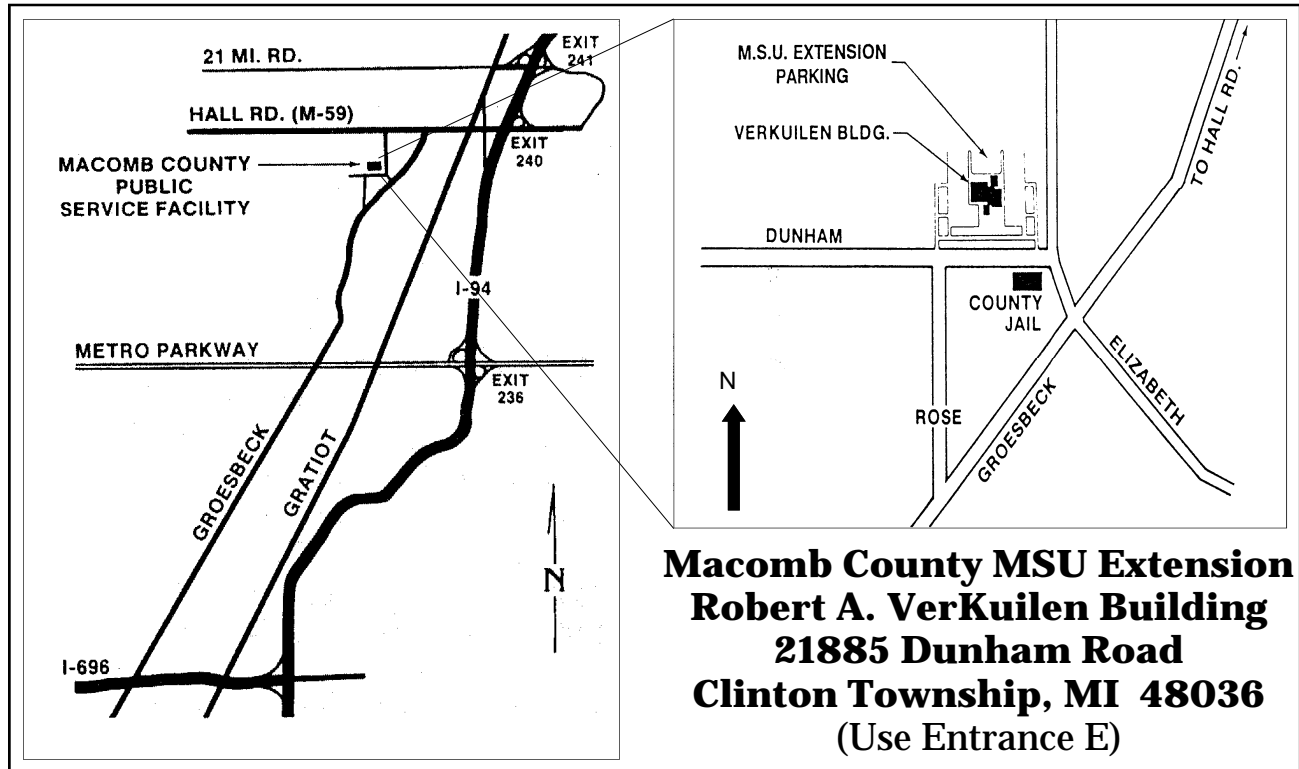 21 MI. RD.
EXIT
241
HALL RD. (M-59)
EXIT
240
MACOMB COUNTY
PUBLIC
SERVICE FACILITY
I-94
METRO PARKWAY
EXIT
236
GROESBECK
GRATIOT
N
I-696
M.S.U. EXTENSION
PARKING
VERKUILEN BLDG.
TO HALL RD.
DUNHAM
COUNTY
JAIL
N
ROSE
GROESBECK
ELIZABETH
Macomb County MSU Extension
Robert A. VerKuilen Building
21885 Dunham Road
Clinton Township, MI 48036
(Use Entrance E)